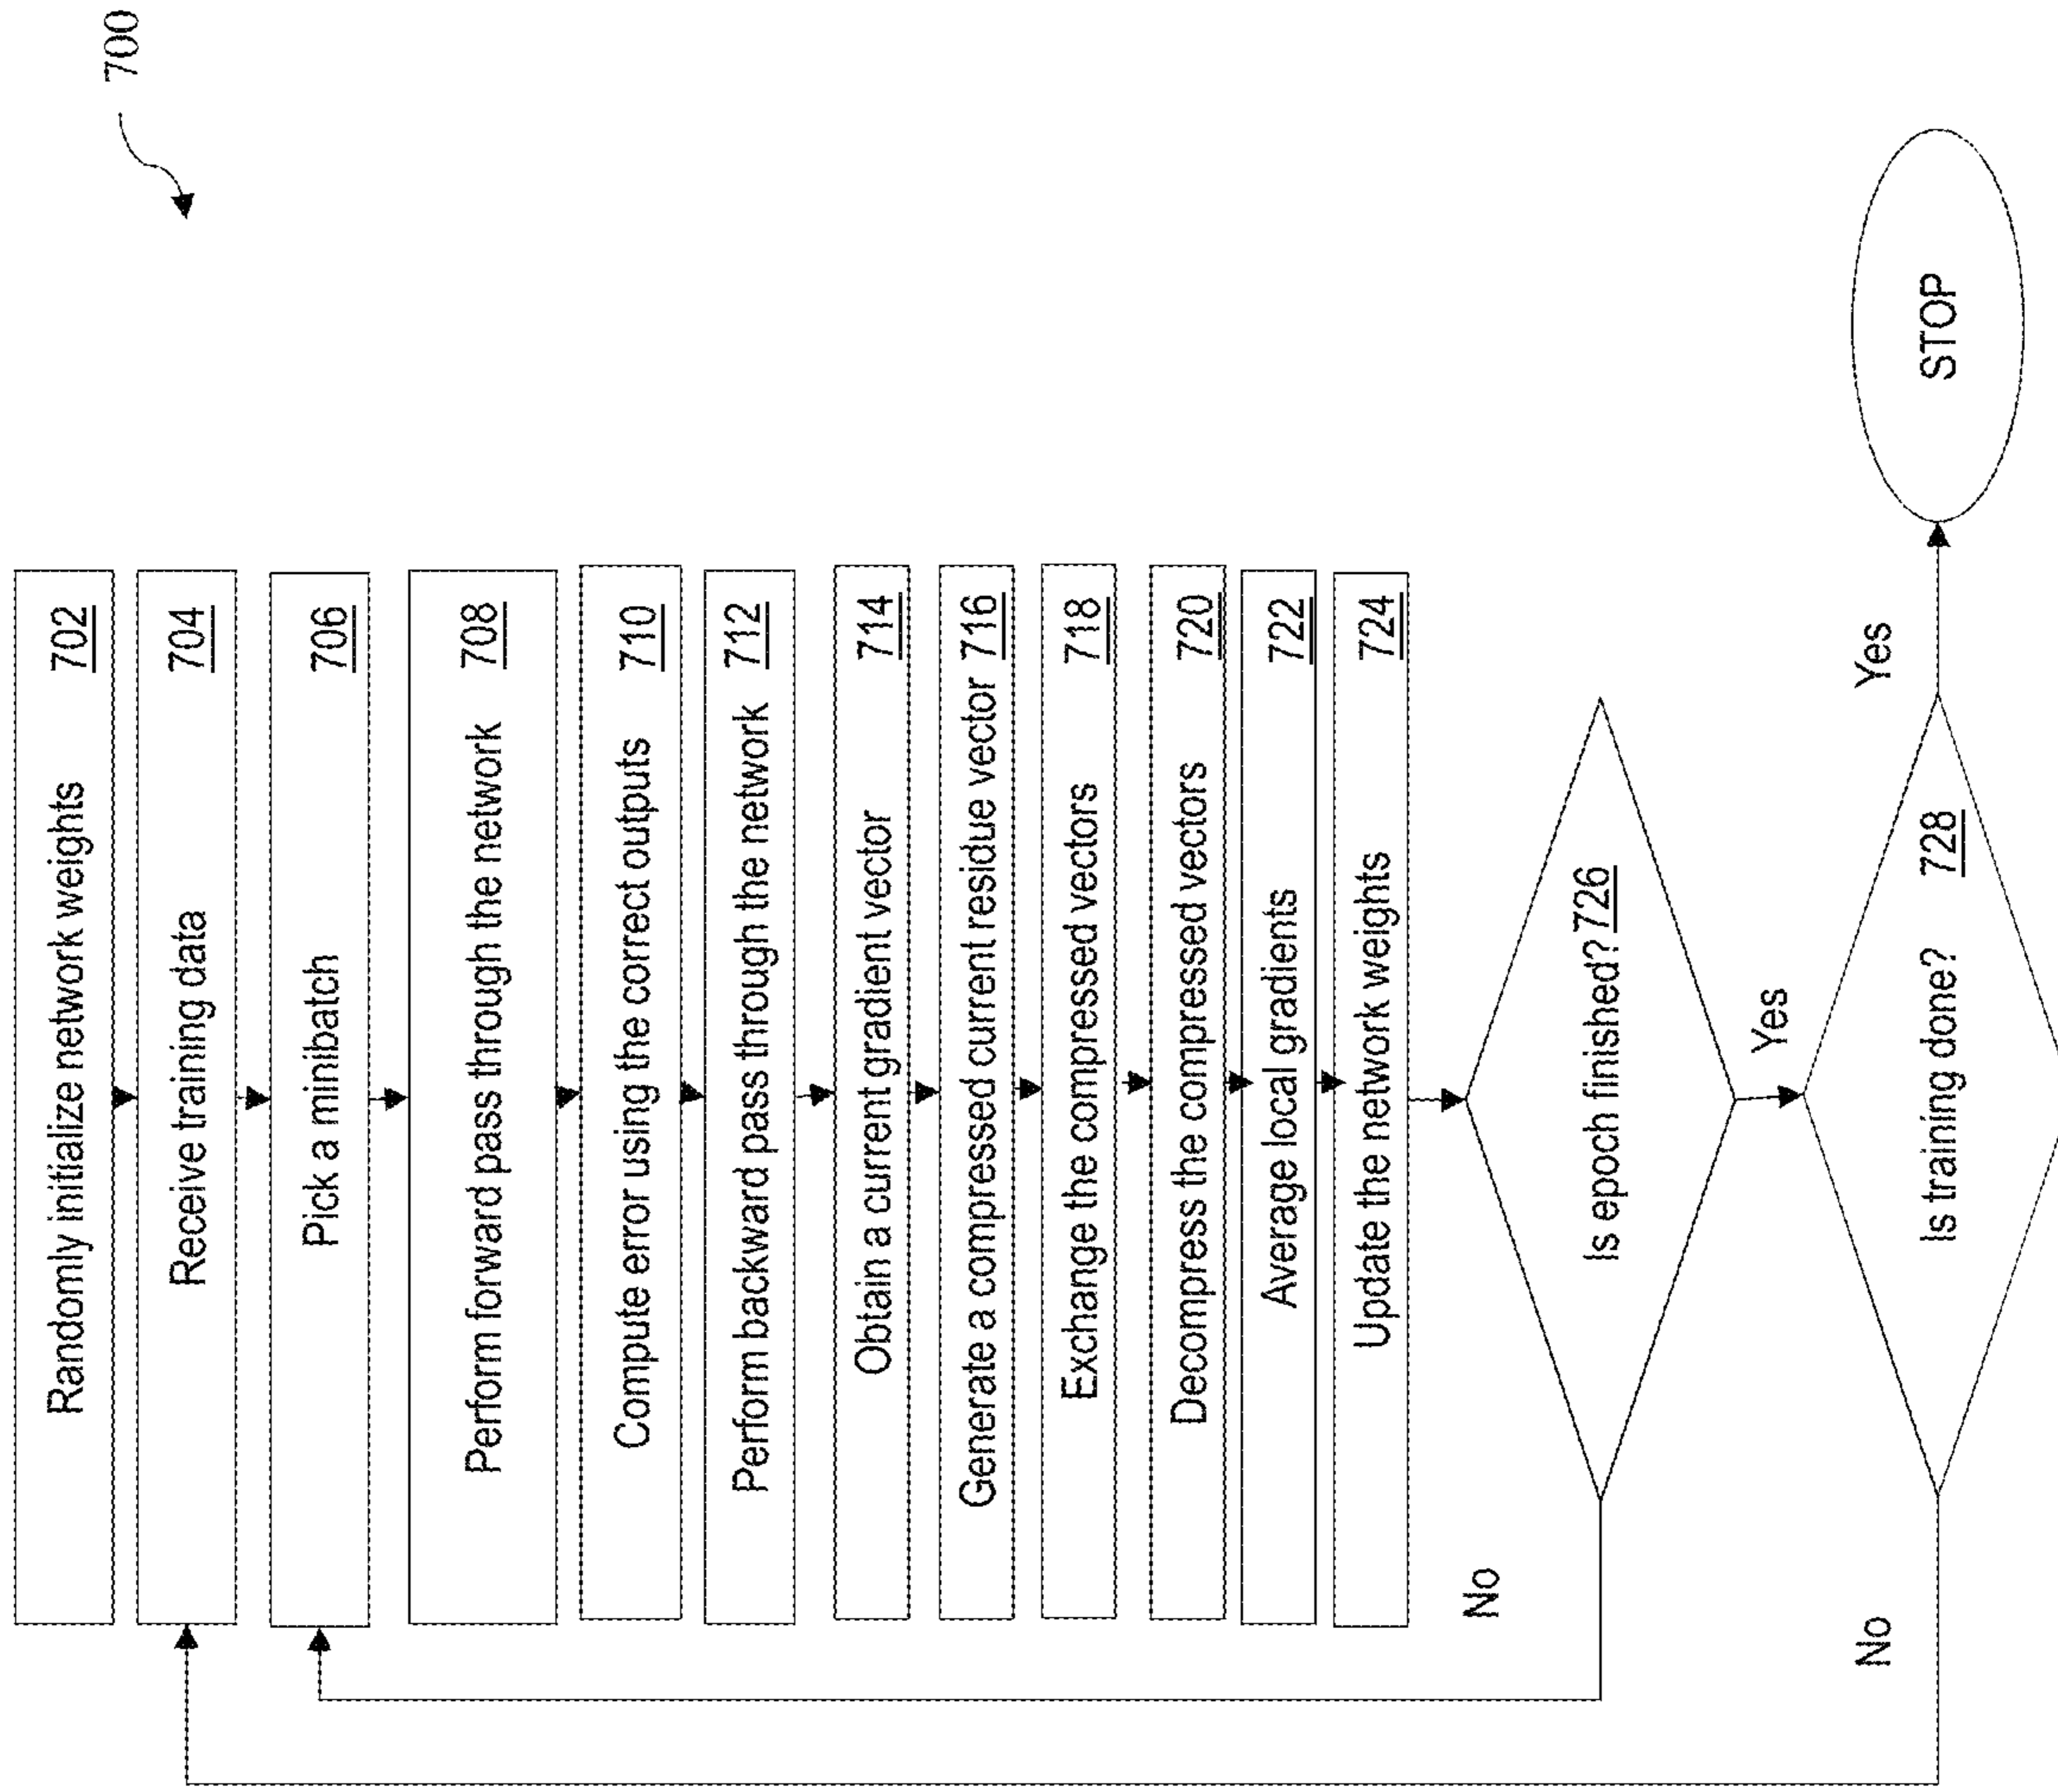 700
Randomly initialize network weights 702
Receive training data 704
Pick a minibatch 706
Perform forward pass through the network 708
Compute error using the correct outputs 710
Perform backward pass through the network 712
Obtain a current gradient vector 714
Generate a compressed current residue vector 716
Exchange the compressed vectors 718
Decompress the compressed vectors 720
Average local gradients 722
Update the network weights 724
No
Is epoch finished? 726
Yes
No
Is training done? 728
Yes
STOP